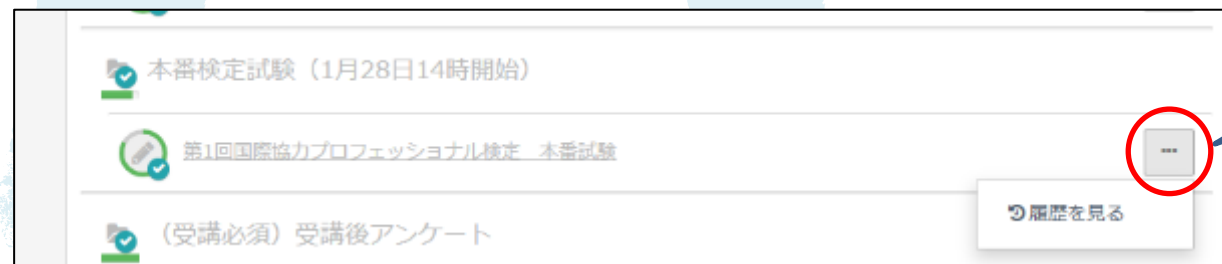 本番検定試験（1月28日14時開始）
第1回国際協力プロフェッショナル検定　本番試験
履歴を見る
（受講必須）受講後アンケート